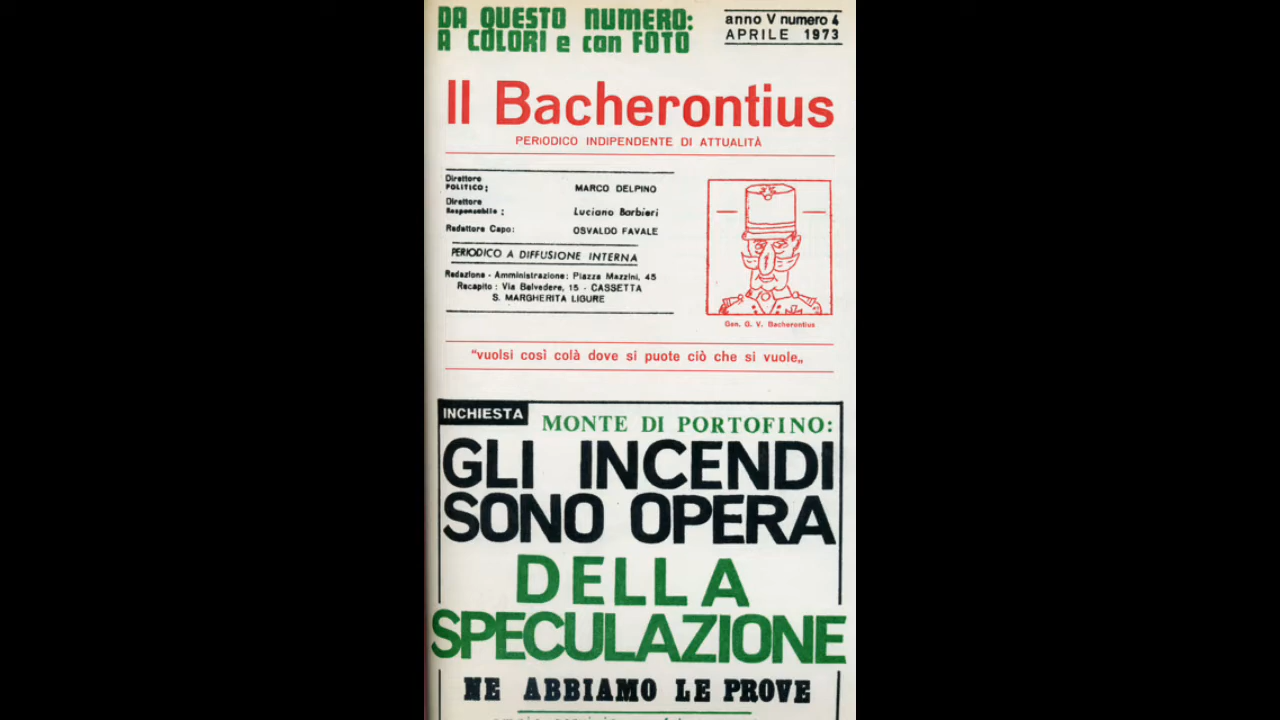 DA QUESTO NUMERO:
A COLORI e con FOTO
anno V numero 4
APRILE 1973
Il Bacherontius
PERIODICO INDIPENDENTE DI ATTUALITÀ
Direttore
POLITICO: MARCO DELPINO
Direttore
Responsabile: Luciano Barbieri
Redattore Capo: OSVALDO FAVALE
PERIODICO A DIFFUSIONE INTERNA
Redazione - Amministrazione: Piazza Mazzini, 45
Recapito: Via Belvedere, 15 - CASSETTA
S. MARGHERITA LIGURE
Gen. G. V. Bacherontius
"vuolsi così colà dove si puote ciò che si vuole„
INCHIESTA
MONTE DI PORTOFINO:
GLI INCENDI
SONO OPERA
DELLA
SPECULAZIONE
NE ABBIAMO LE PROVE